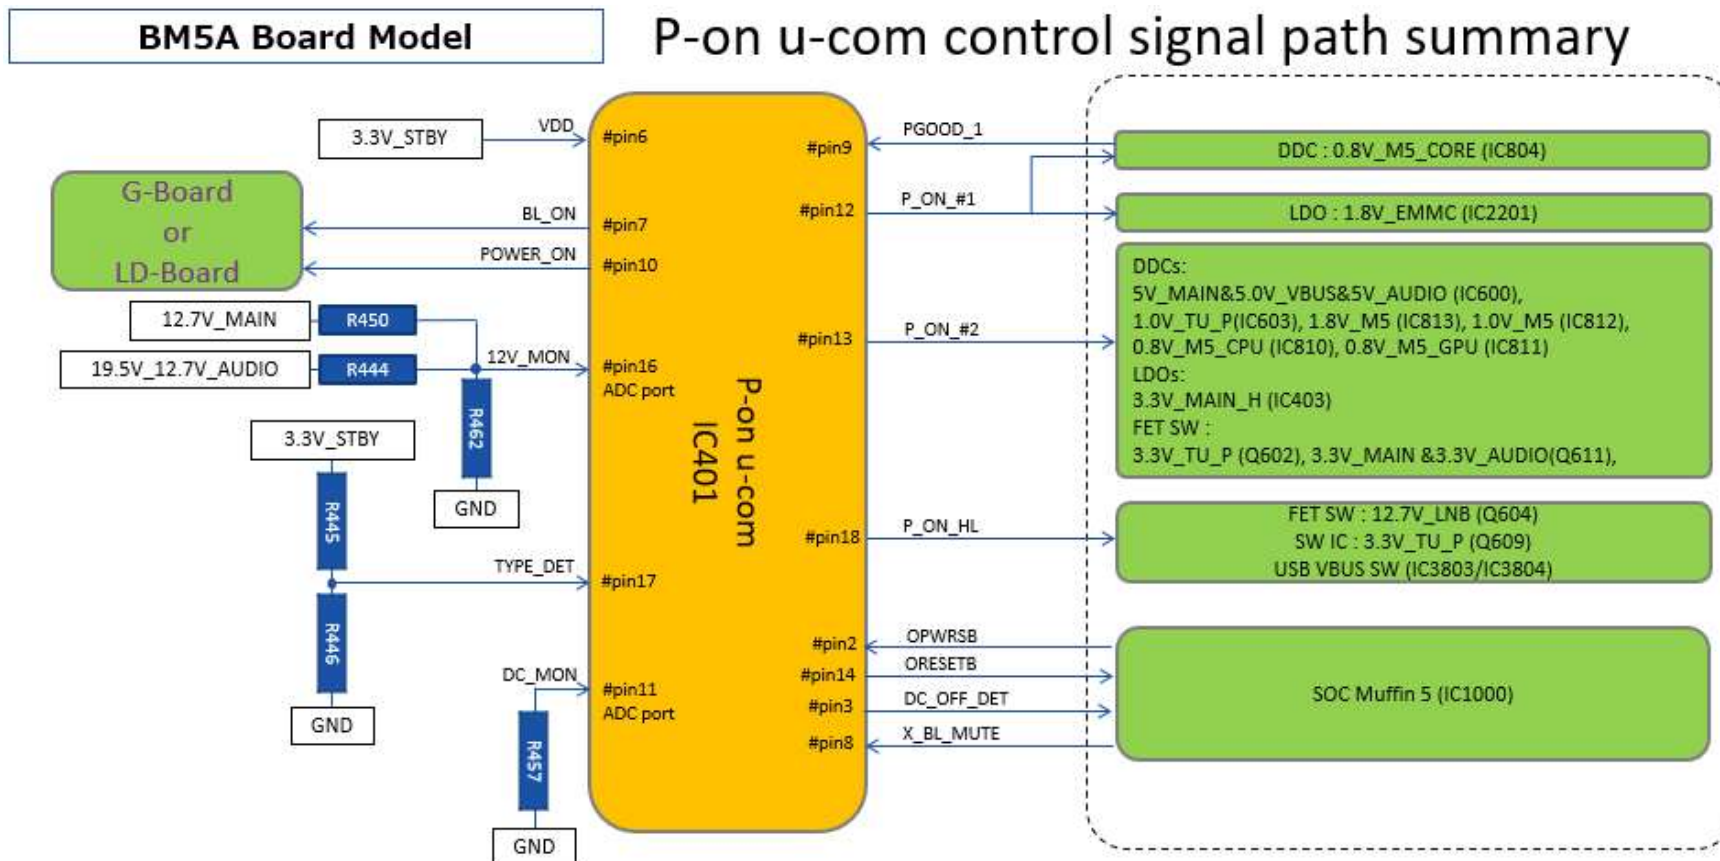 BM5A Board Model
P-on u-com control signal path summary
3.3V_STBY
VDD
#pin6
G-Board
or
LD-Board
BL_ON
#pin7
POWER_ON
#pin10
12.7V_MAIN
R450
19.5V_12.7V_AUDIO
R444
12V_MON
#pin16
ADC port
R462
GND
3.3V_STBY
R445
TYPE_DET
#pin17
R446
GND
DC_MON
#pin11
ADC port
R457
GND
P-on u-com
IC401
#pin9
PGOOD_1
DDC : 0.8V_M5_CORE (IC804)
#pin12
P_ON_#1
LDO : 1.8V_EMMC (IC2201)
#pin13
P_ON_#2
DDCs:
5V_MAIN&5.0V_VBUS&5V_AUDIO (IC600),
1.0V_TU_P(IC603), 1.8V_M5 (IC813), 1.0V_M5 (IC812),
0.8V_M5_CPU (IC810), 0.8V_M5_GPU (IC811)
LDOs:
3.3V_MAIN_H (IC403)
FET SW :
3.3V_TU_P (Q602), 3.3V_MAIN &3.3V_AUDIO(Q611),
#pin18
P_ON_HL
FET SW : 12.7V_LNB (Q604)
SW IC : 3.3V_TU_P (Q609)
USB VBUS SW (IC3803/IC3804)
#pin2
OPWRSB
#pin14
ORESETB
#pin3
DC_OFF_DET
#pin8
X_BL_MUTE
SOC Muffin 5 (IC1000)